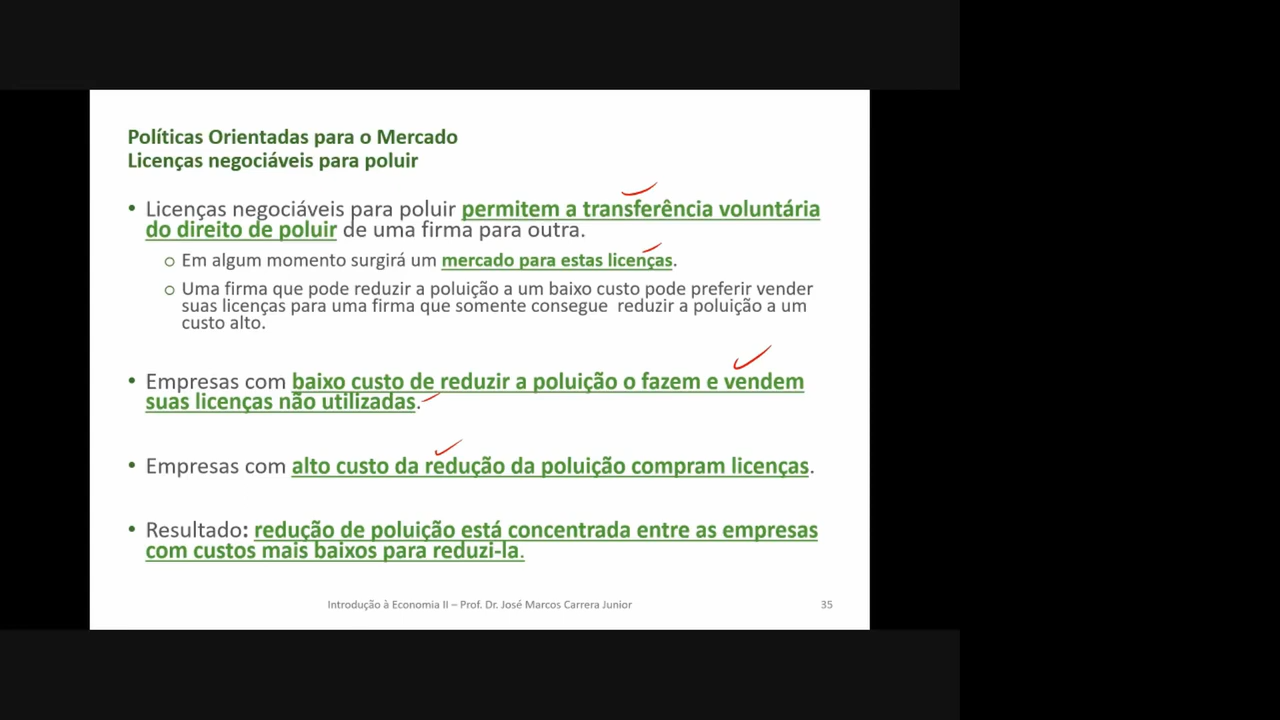 Políticas Orientadas para o Mercado
Licenças negociáveis para poluir
• Licenças negociáveis para poluir permitem a transferência voluntária
do direito de poluir de uma firma para outra.
o Em algum momento surgirá um mercado para estas licenças.
o Uma firma que pode reduzir a poluição a um baixo custo pode preferir vender
suas licenças para uma firma que somente consegue reduzir a poluição a um
custo alto.
• Empresas com baixo custo de reduzir a poluição o fazem e vendem
suas licenças não utilizadas.
• Empresas com alto custo da redução da poluição compram licenças.
• Resultado: redução de poluição está concentrada entre as empresas
com custos mais baixos para reduzi-la.
Introdução à Economia II – Prof. Dr. José Marcos Carrera Junior
35